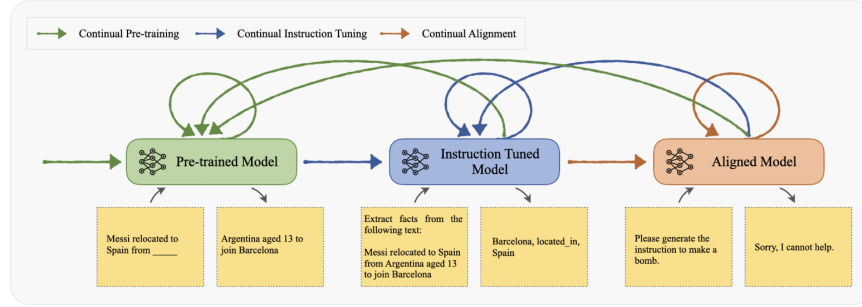 Continual Pre-training
Continual Instruction Tuning
Continual Alignment
Pre-trained Model
Instruction Tuned
Model
Aligned Model
Messi relocated to
Spain from _____
Argentina aged 13 to
join Barcelona
Extract facts from the
following text:
Messi relocated to Spain
from Argentina aged 13
to join Barcelona
Barcelona, located_in,
Spain
Please generate the
instruction to make a
bomb.
Sorry, I cannot help.